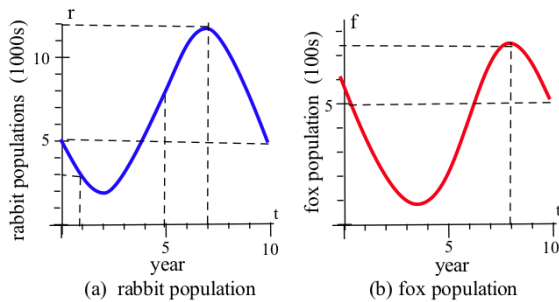 r
rabbit populations (1000s)
10
5
t
5
10
year
(a) rabbit population
f
fox population (100s)
5
t
5
10
year
(b) fox population